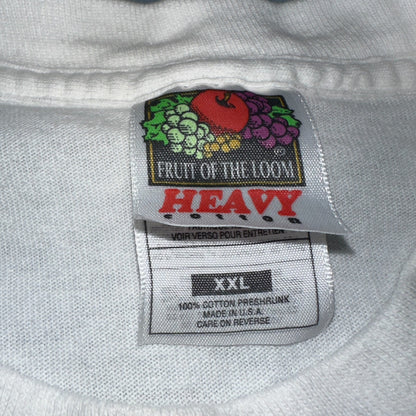 ®
FRUIT OF THE LOOM
HEAVY
cotton
VOIR VERSO POUR ENTRETIEN
XXL
100% COTTON PRESHRUNK
MADE IN U.S.A.
CARE ON REVERSE